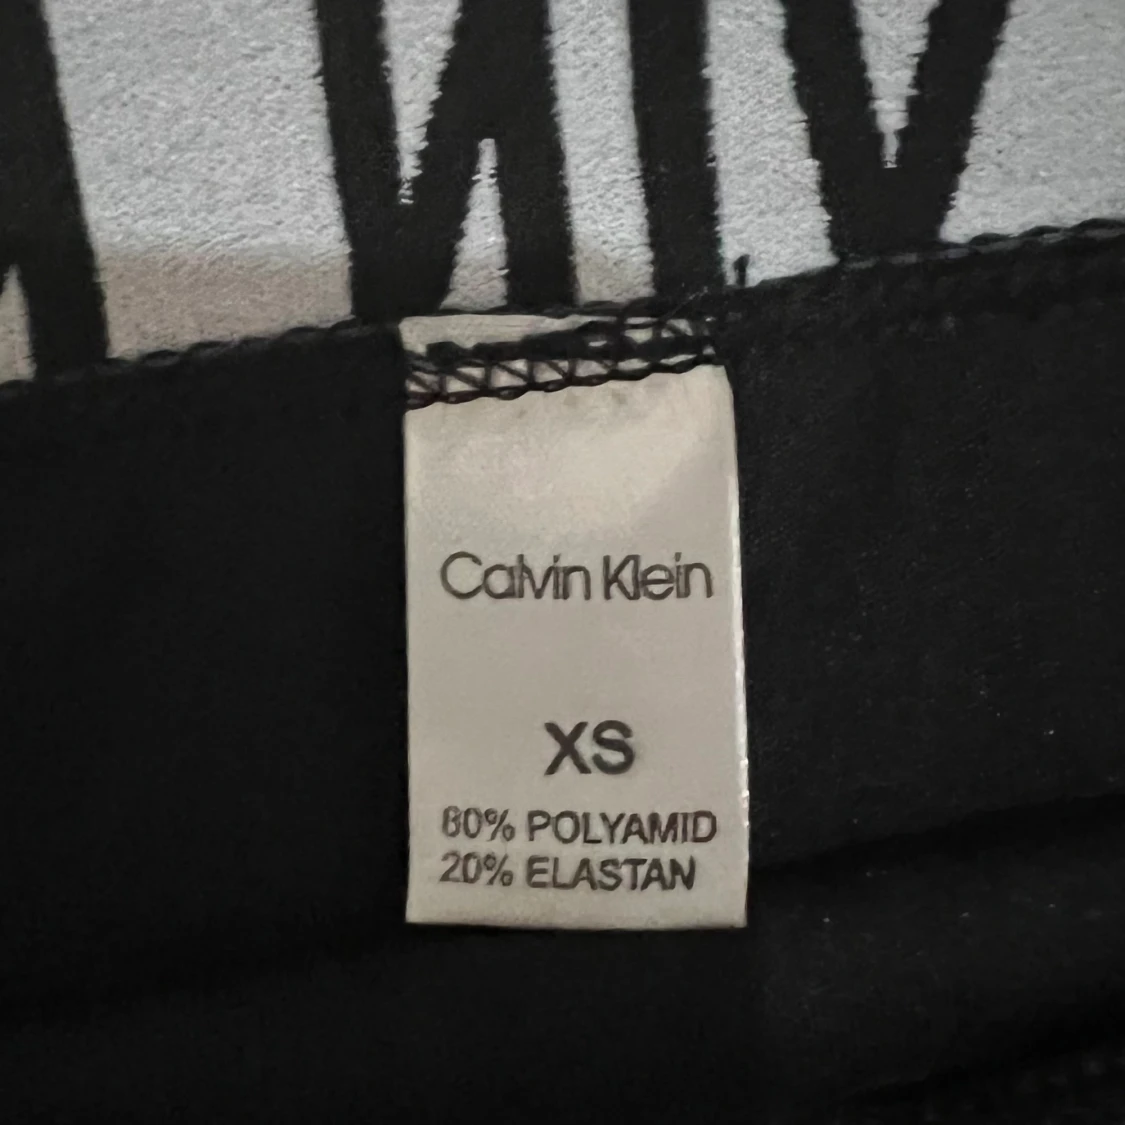 Calvin Klein
XS
80% POLYAMID
20% ELASTAN